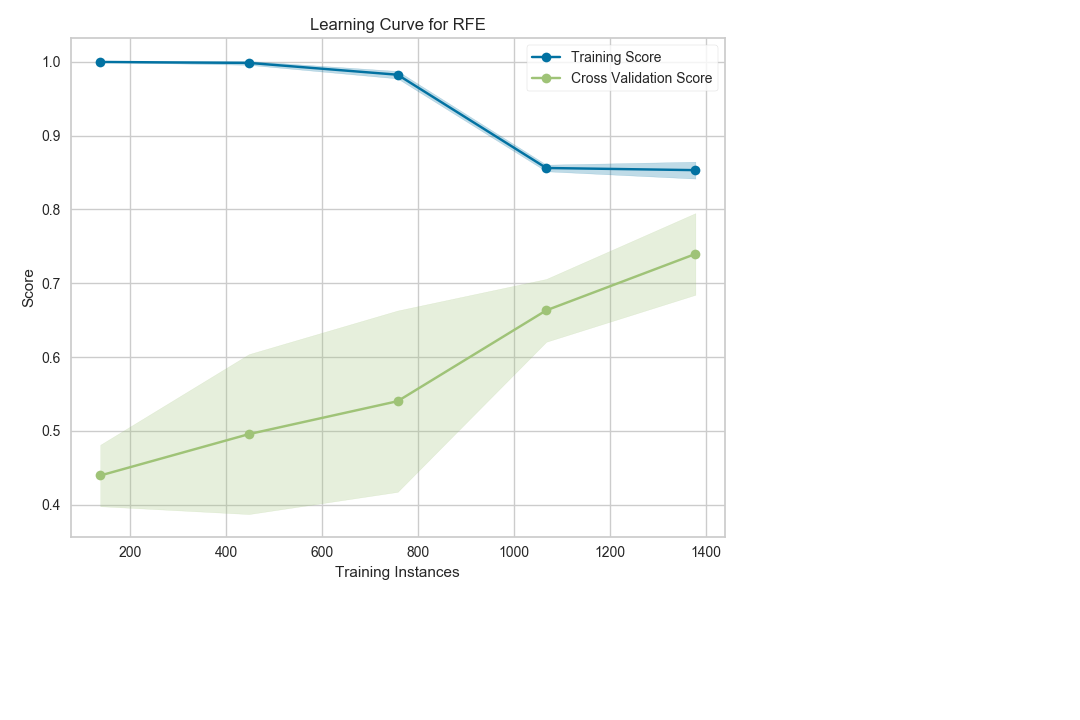 Learning Curve for RFE
Training Score
Cross Validation Score
1.0
0.9
0.8
0.7
0.6
0.5
0.4
Score
200 400 600 800 1000 1200 1400
Training Instances